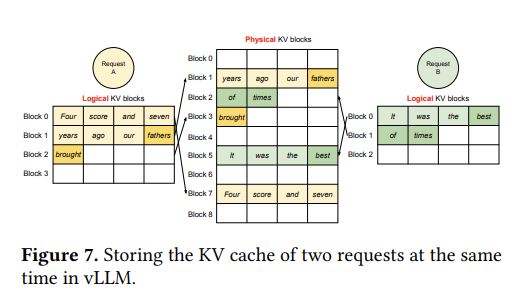 Physical KV blocks
Request A
Request B
Logical KV blocks
Block 0 Four score and seven
Block 1 years ago our fathers
Block 2 brought
Block 3
Block 0
Block 1 years ago our fathers
Block 2 of times
Block 3 brought
Block 4
Block 5 It was the best
Block 6
Block 7 Four score and seven
Block 8
Logical KV blocks
Block 0 It was the best
Block 1 of times
Block 2
Figure 7. Storing the KV cache of two requests at the same
time in vLLM.